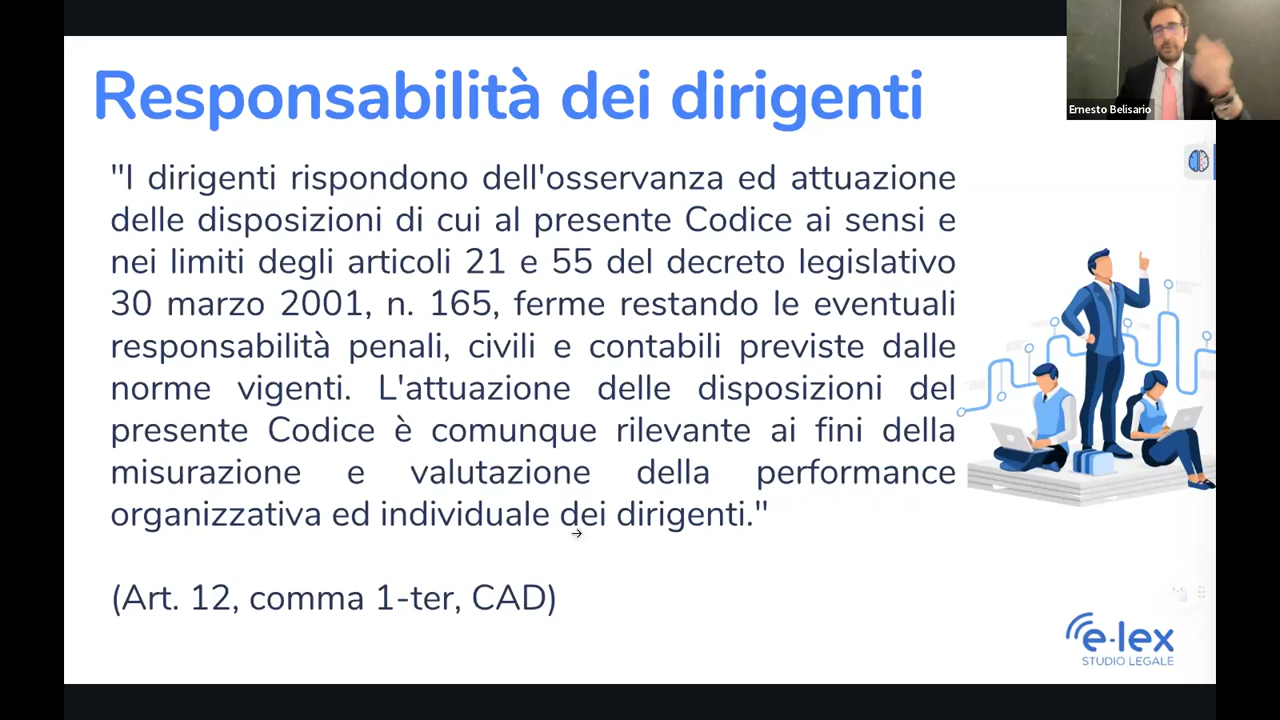 Responsabilità dei dirigenti
Ernesto Belisario
"I dirigenti rispondono dell'osservanza ed attuazione
delle disposizioni di cui al presente Codice ai sensi e
nei limiti degli articoli 21 e 55 del decreto legislativo
30 marzo 2001, n. 165, ferme restando le eventuali
responsabilità penali, civili e contabili previste dalle
norme vigenti. L'attuazione delle disposizioni del
presente Codice è comunque rilevante ai fini della
misurazione e valutazione della performance
organizzativa ed individuale dei dirigenti."
(Art. 12, comma 1-ter, CAD)
e-lex
STUDIO LEGALE